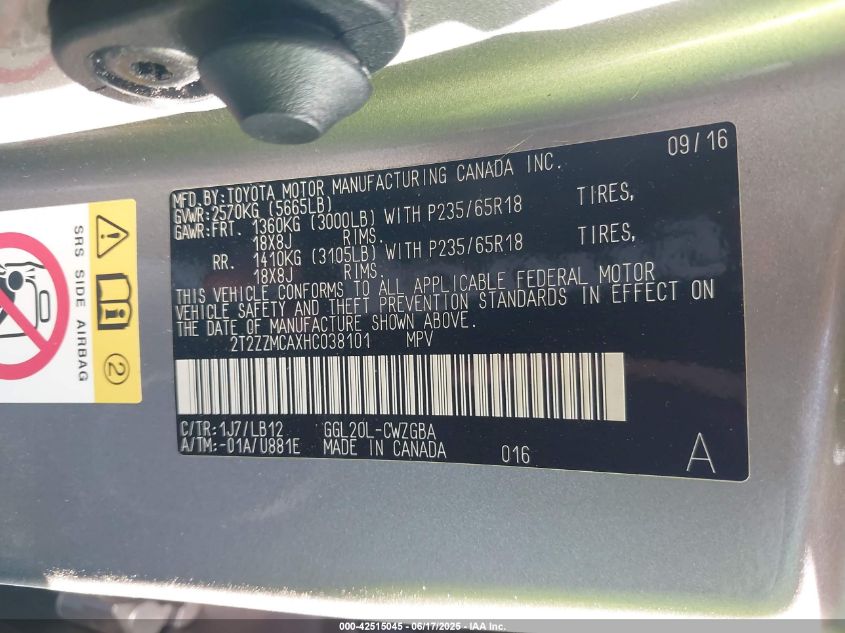 09/16
MFD.BY:TOYOTA MOTOR MANUFACTURING CANADA INC.
GVWR:2570KG (5665LB)
GAWR:FRT. 1360KG (3000LB) WITH P235/65R18 TIRES,
18X8J RIMS.
RR. 1410KG (3105LB) WITH P235/65R18 TIRES,
18X8J RIMS.
THIS VEHICLE CONFORMS TO ALL APPLICABLE FEDERAL MOTOR
VEHICLE SAFETY AND THEFT PREVENTION STANDARDS IN EFFECT ON
THE DATE OF MANUFACTURE SHOWN ABOVE.
2T2ZZMCAXHC038101 MPV
C/TR:1J7/LB12 GGL20L-CWZGBA
A/TM:-01A/U881E MADE IN CANADA 016
A
SRS SIDE AIRBAG
2
000-42515045 - 06/17/2025 - IAA Inc.